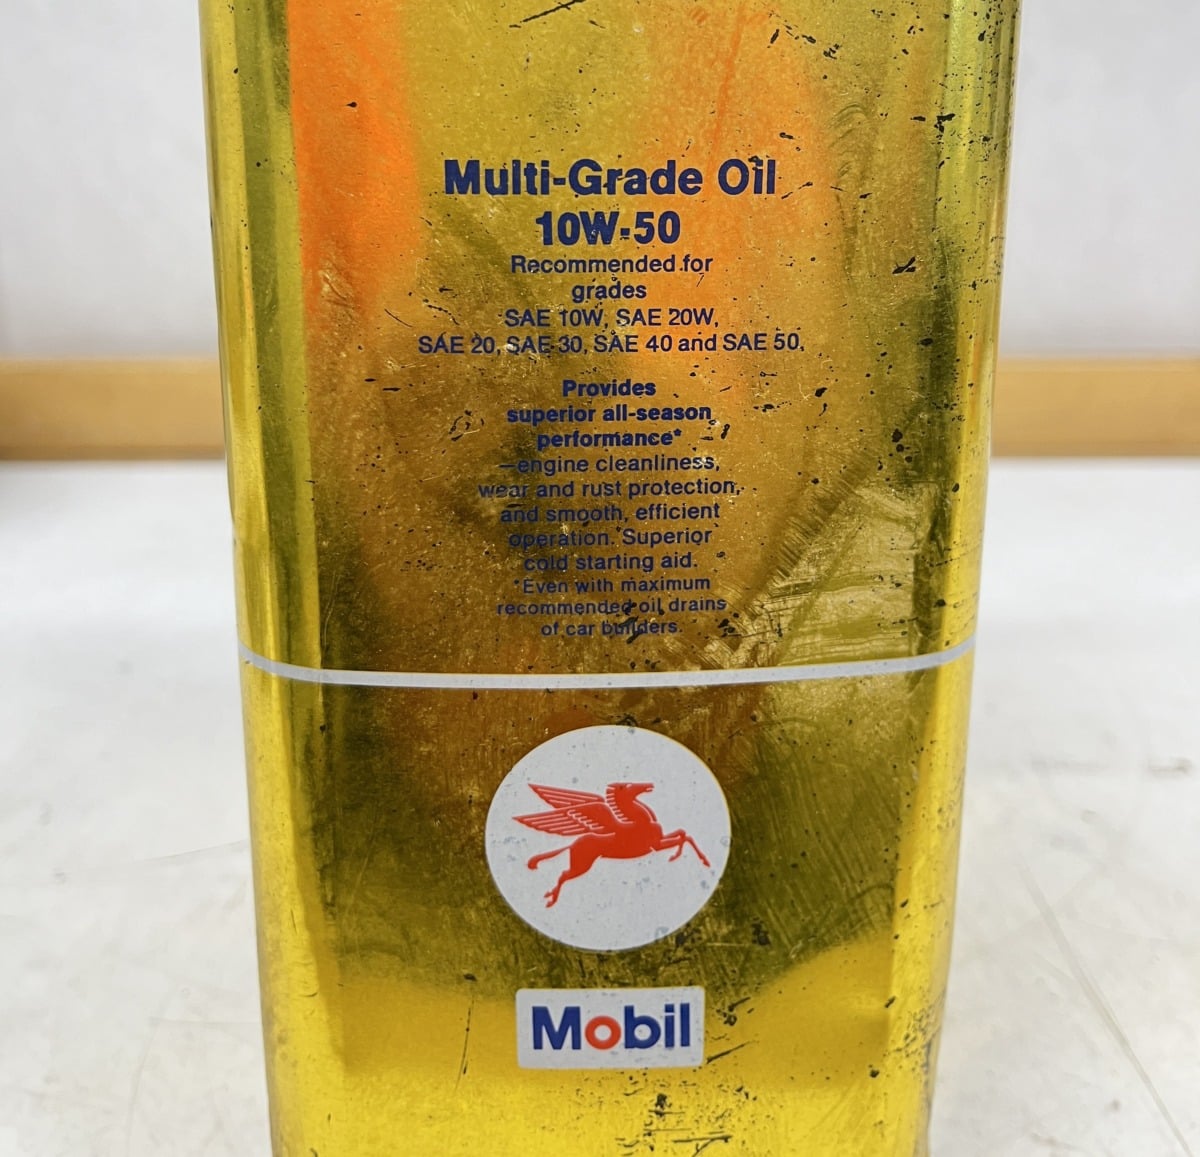 Multi-Grade Oil
10W-50
Recommended for
grades
SAE 10W, SAE 20W,
SAE 20, SAE 30, SAE 40 and SAE 50.
Provides
superior all-season
performance*
—engine cleanliness,
wear and rust protection,
and smooth, efficient
operation. Superior
cold starting aid.
*Even with maximum
recommended oil drains
of car builders.
Mobil